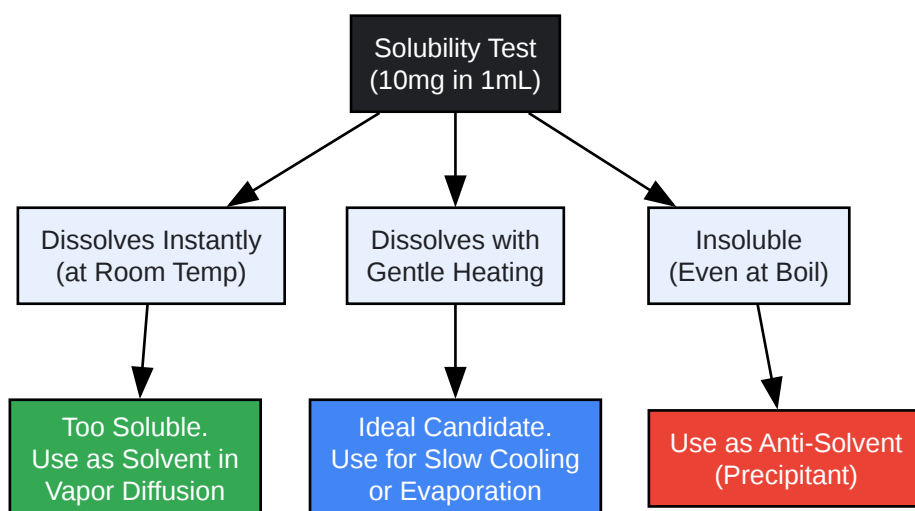 Solubility Test
(10mg in 1mL)
Dissolves Instantly
(at Room Temp)
Dissolves with
Gentle Heating
Insoluble
(Even at Boil)
Too Soluble.
Use as Solvent in
Vapor Diffusion
Ideal Candidate.
Use for Slow Cooling
or Evaporation
Use as Anti-Solvent
(Precipitant)